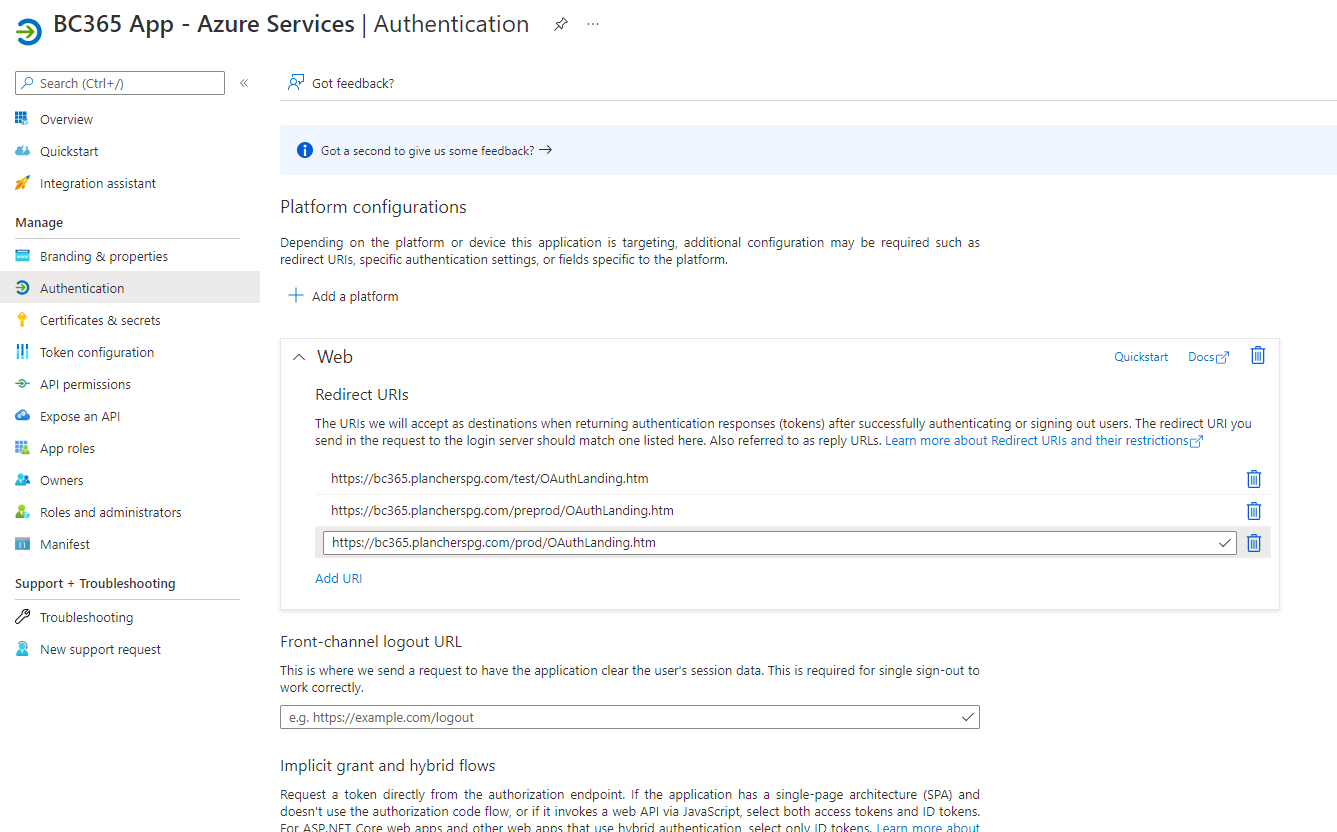 BC365 App - Azure Services | Authentication
Search (Ctrl+/)
«
Got feedback?
Overview
Quickstart
Integration assistant
Manage
Branding & properties
Authentication
Certificates & secrets
Token configuration
API permissions
Expose an API
App roles
Owners
Roles and administrators
Manifest
Support + Troubleshooting
Troubleshooting
New support request
Got a second to give us some feedback? →
Platform configurations
Depending on the platform or device this application is targeting, additional configuration may be required such as
redirect URIs, specific authentication settings, or fields specific to the platform.
Add a platform
Web
Quickstart
Docs
Redirect URIs
The URIs we will accept as destinations when returning authentication responses (tokens) after successfully authenticating or signing out users. The redirect URI you
send in the request to the login server should match one listed here. Also referred to as reply URLs. Learn more about Redirect URIs and their restrictions
https://bc365.plancherspg.com/test/OAuthLanding.htm
https://bc365.plancherspg.com/preprod/OAuthLanding.htm
https://bc365.plancherspg.com/prod/OAuthLanding.htm
Add URI
Front-channel logout URL
This is where we send a request to have the application clear the user's session data. This is required for single sign-out to
work correctly.
e.g. https://example.com/logout
Implicit grant and hybrid flows
Request a token directly from the authorization endpoint. If the application has a single-page architecture (SPA) and
doesn't use the authorization code flow, or if it invokes a web API via JavaScript, select both access tokens and ID tokens.
For ASP.NET Core web apps and other web apps that use hybrid authentication, select only ID tokens. Learn more about